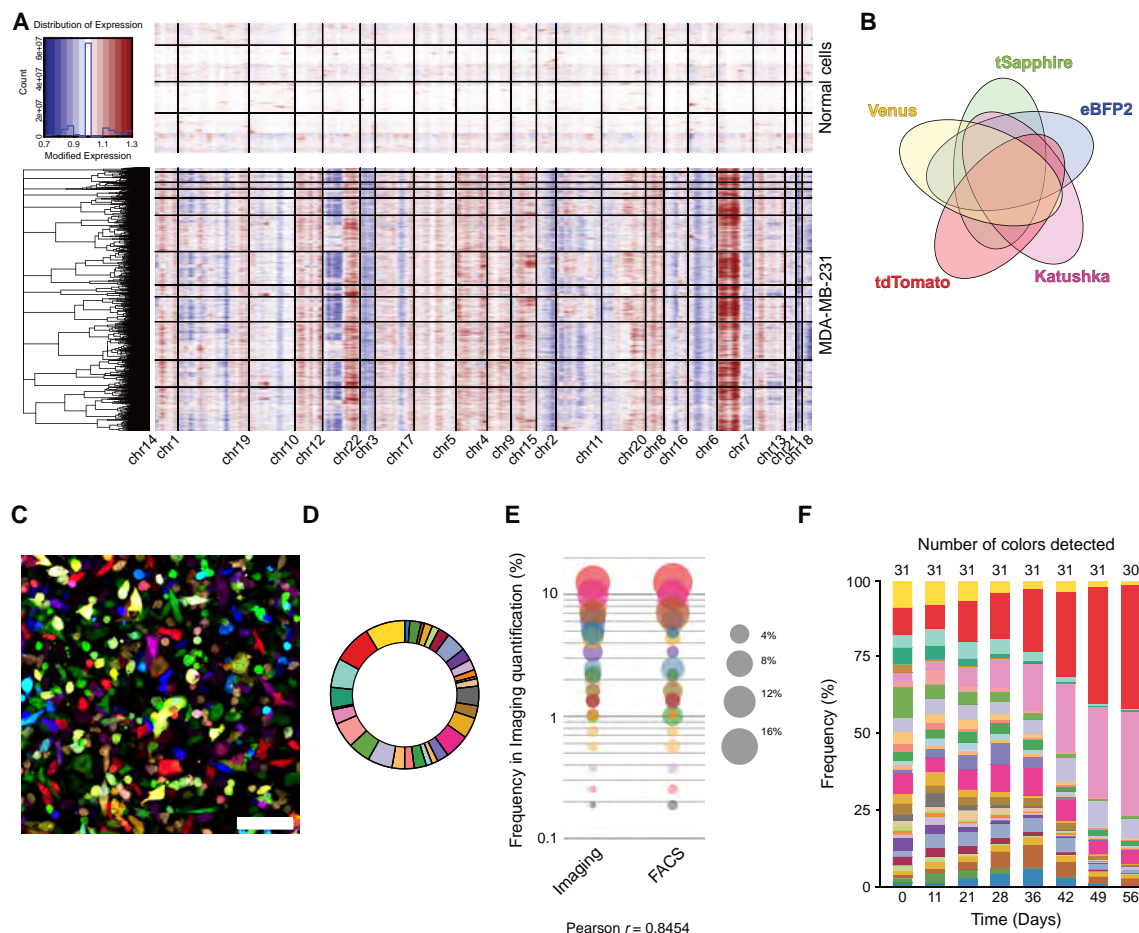 A
Distribution of Expression
Count
0 2e+07 4e+07 6e+07
0.7 0.9 1.1 1.3
Modified Expression
Normal cells
MDA-MB-231
chr14 chr1 chr19 chr10 chr12 chr22 chr3 chr17 chr5 chr4 chr9 chr15 chr2 chr11 chr20 chr8 chr16 chr6 chr7 chr13 chr21 chr18
B
tSapphire
Venus
eBFP2
tdTomato
Katushka
C
D
E
Frequency in Imaging quantification (%)
10
1
0.1
Imaging FACS
4%
8%
12%
16%
Pearson r = 0.8454
F
Number of colors detected
31 31 31 31 31 31 31 30
Frequency (%)
100
75
50
25
0
0 11 21 28 36 42 49 56
Time (Days)